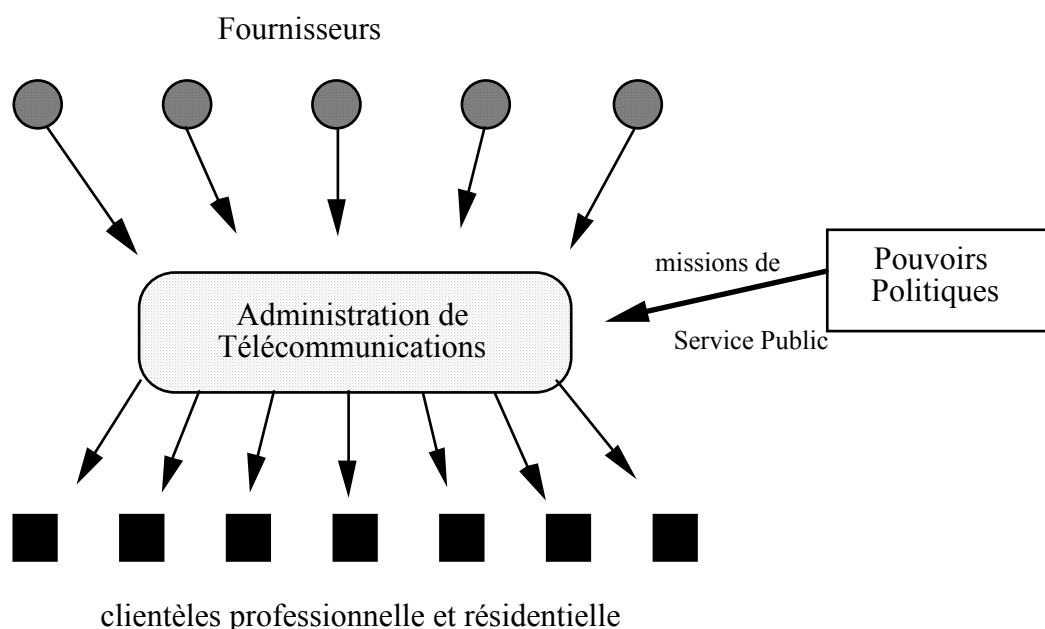 Fournisseurs
missions de
Pouvoirs
Politiques
Administration de
Télécommunications
Service Public
clientèles professionnelle et résidentielle